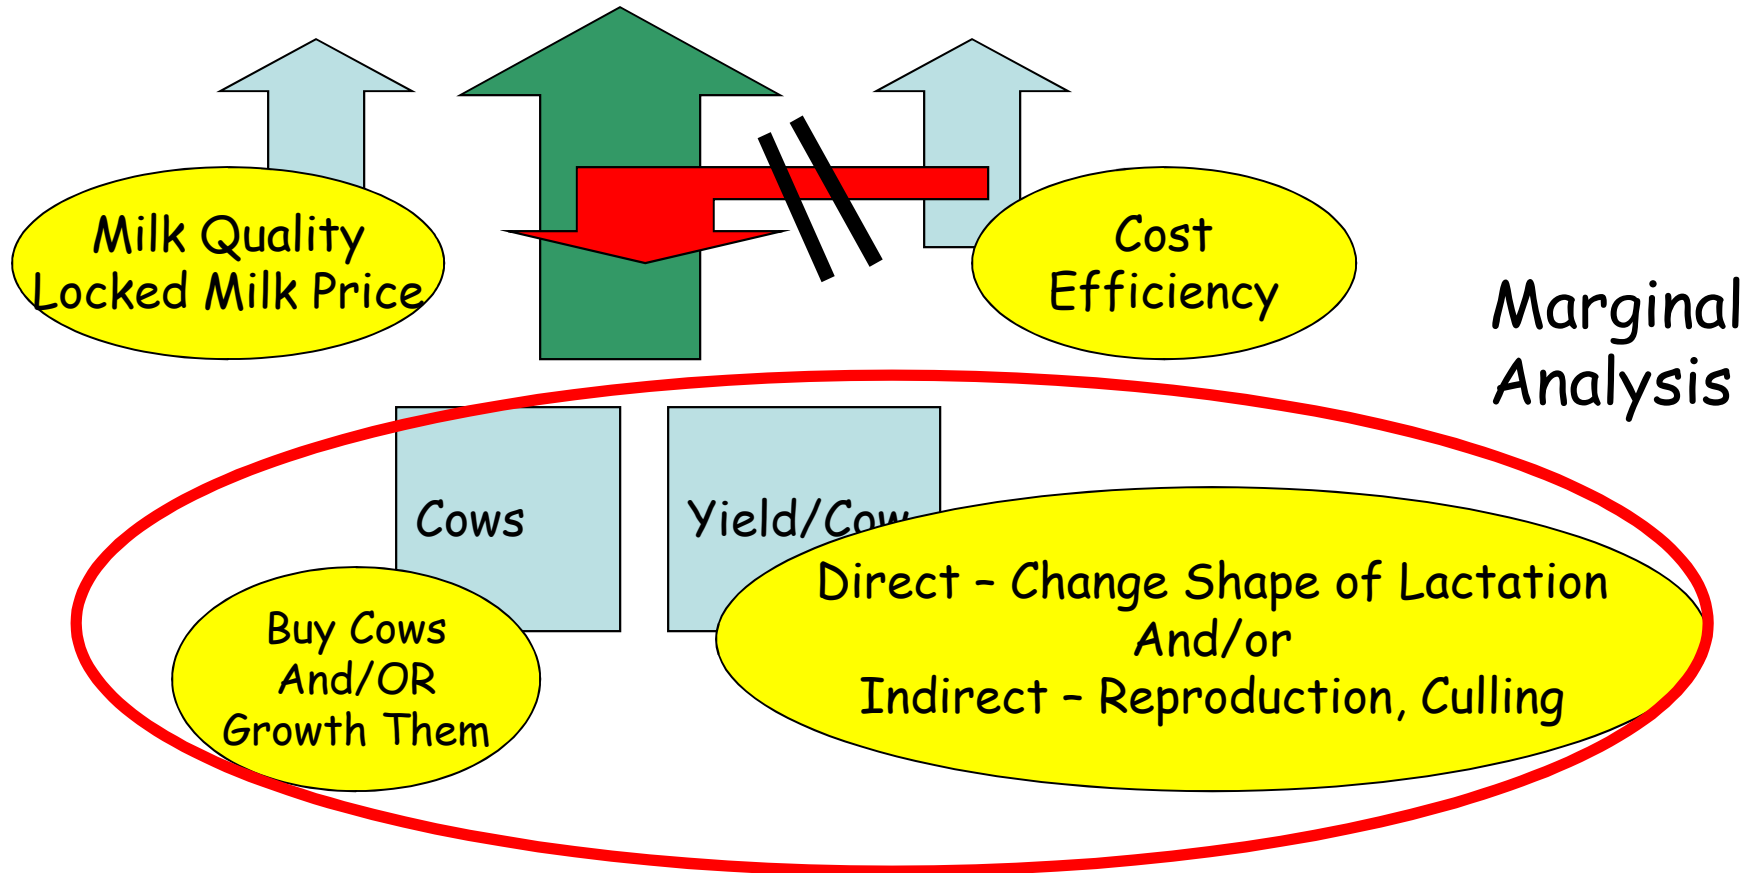 Milk Quality
Locked Milk Price
Cost
Efficiency
Marginal
Analysis
Cows
Yield/Cow
Direct – Change Shape of Lactation
And/or
Indirect – Reproduction, Culling
Buy Cows
And/OR
Growth Them